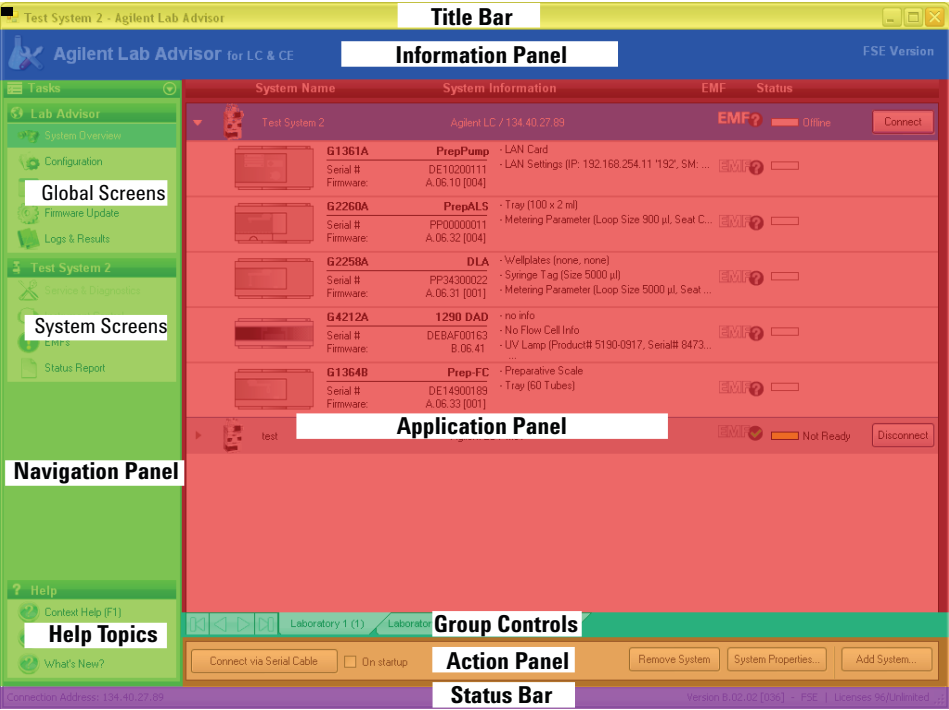 Test System 2 - Agilent Lab Advisor
Title Bar
Agilent Lab Advisor for LC & CE
Information Panel
FSE Version
Tasks
System Name System Information EMF Status
Lab Advisor
System Overview
Configuration
Global Screens
Firmware Update
Logs & Results
Test System 2
Service & Diagnostics
System Screens
EMFs
Status Report
Navigation Panel
Help
Context Help (F1)
Help Topics
What's New?
Test System 2 Agilent LC / 134.40.27.89 EMF? Offline Connect
G1361A PrepPump
Serial # DE10200111
Firmware: A.06.10 [004]
- LAN Card
- LAN Settings (IP: 192.168.254.11 '192', SM: ...
EMF?
G2260A PrepALS
Serial # PP00000011
Firmware: A.06.32 [004]
- Tray (100 x 2 ml)
- Metering Parameter (Loop Size 900 µl, Seat C...
EMF?
G2258A DLA
Serial # PP34300022
Firmware: A.06.31 [001]
- Wellplates (none, none)
- Syringe Tag (Size 5000 µl)
- Metering Parameter (Loop Size 5000 µl, Seat ...
EMF?
G4212A 1290 DAD
Serial # DEBAF00163
Firmware: B.06.41
- no info
- No Flow Cell Info
- UV Lamp (Product# 5190-0917, Serial# 8473...
...
EMF?
G1364B Prep-FC
Serial # DE14900189
Firmware: A.06.33 [001]
- Preparative Scale
- Tray (60 Tubes)
EMF?
Application Panel
test EMF Not Ready Disconnect
Laboratory 1 (1) Laborator
Group Controls
Connect via Serial Cable On startup
Action Panel
Remove System System Properties... Add System...
Connection Address: 134.40.27.89
Status Bar
Version B.02.02 [036] - FSE | Licenses 96/Unlimited